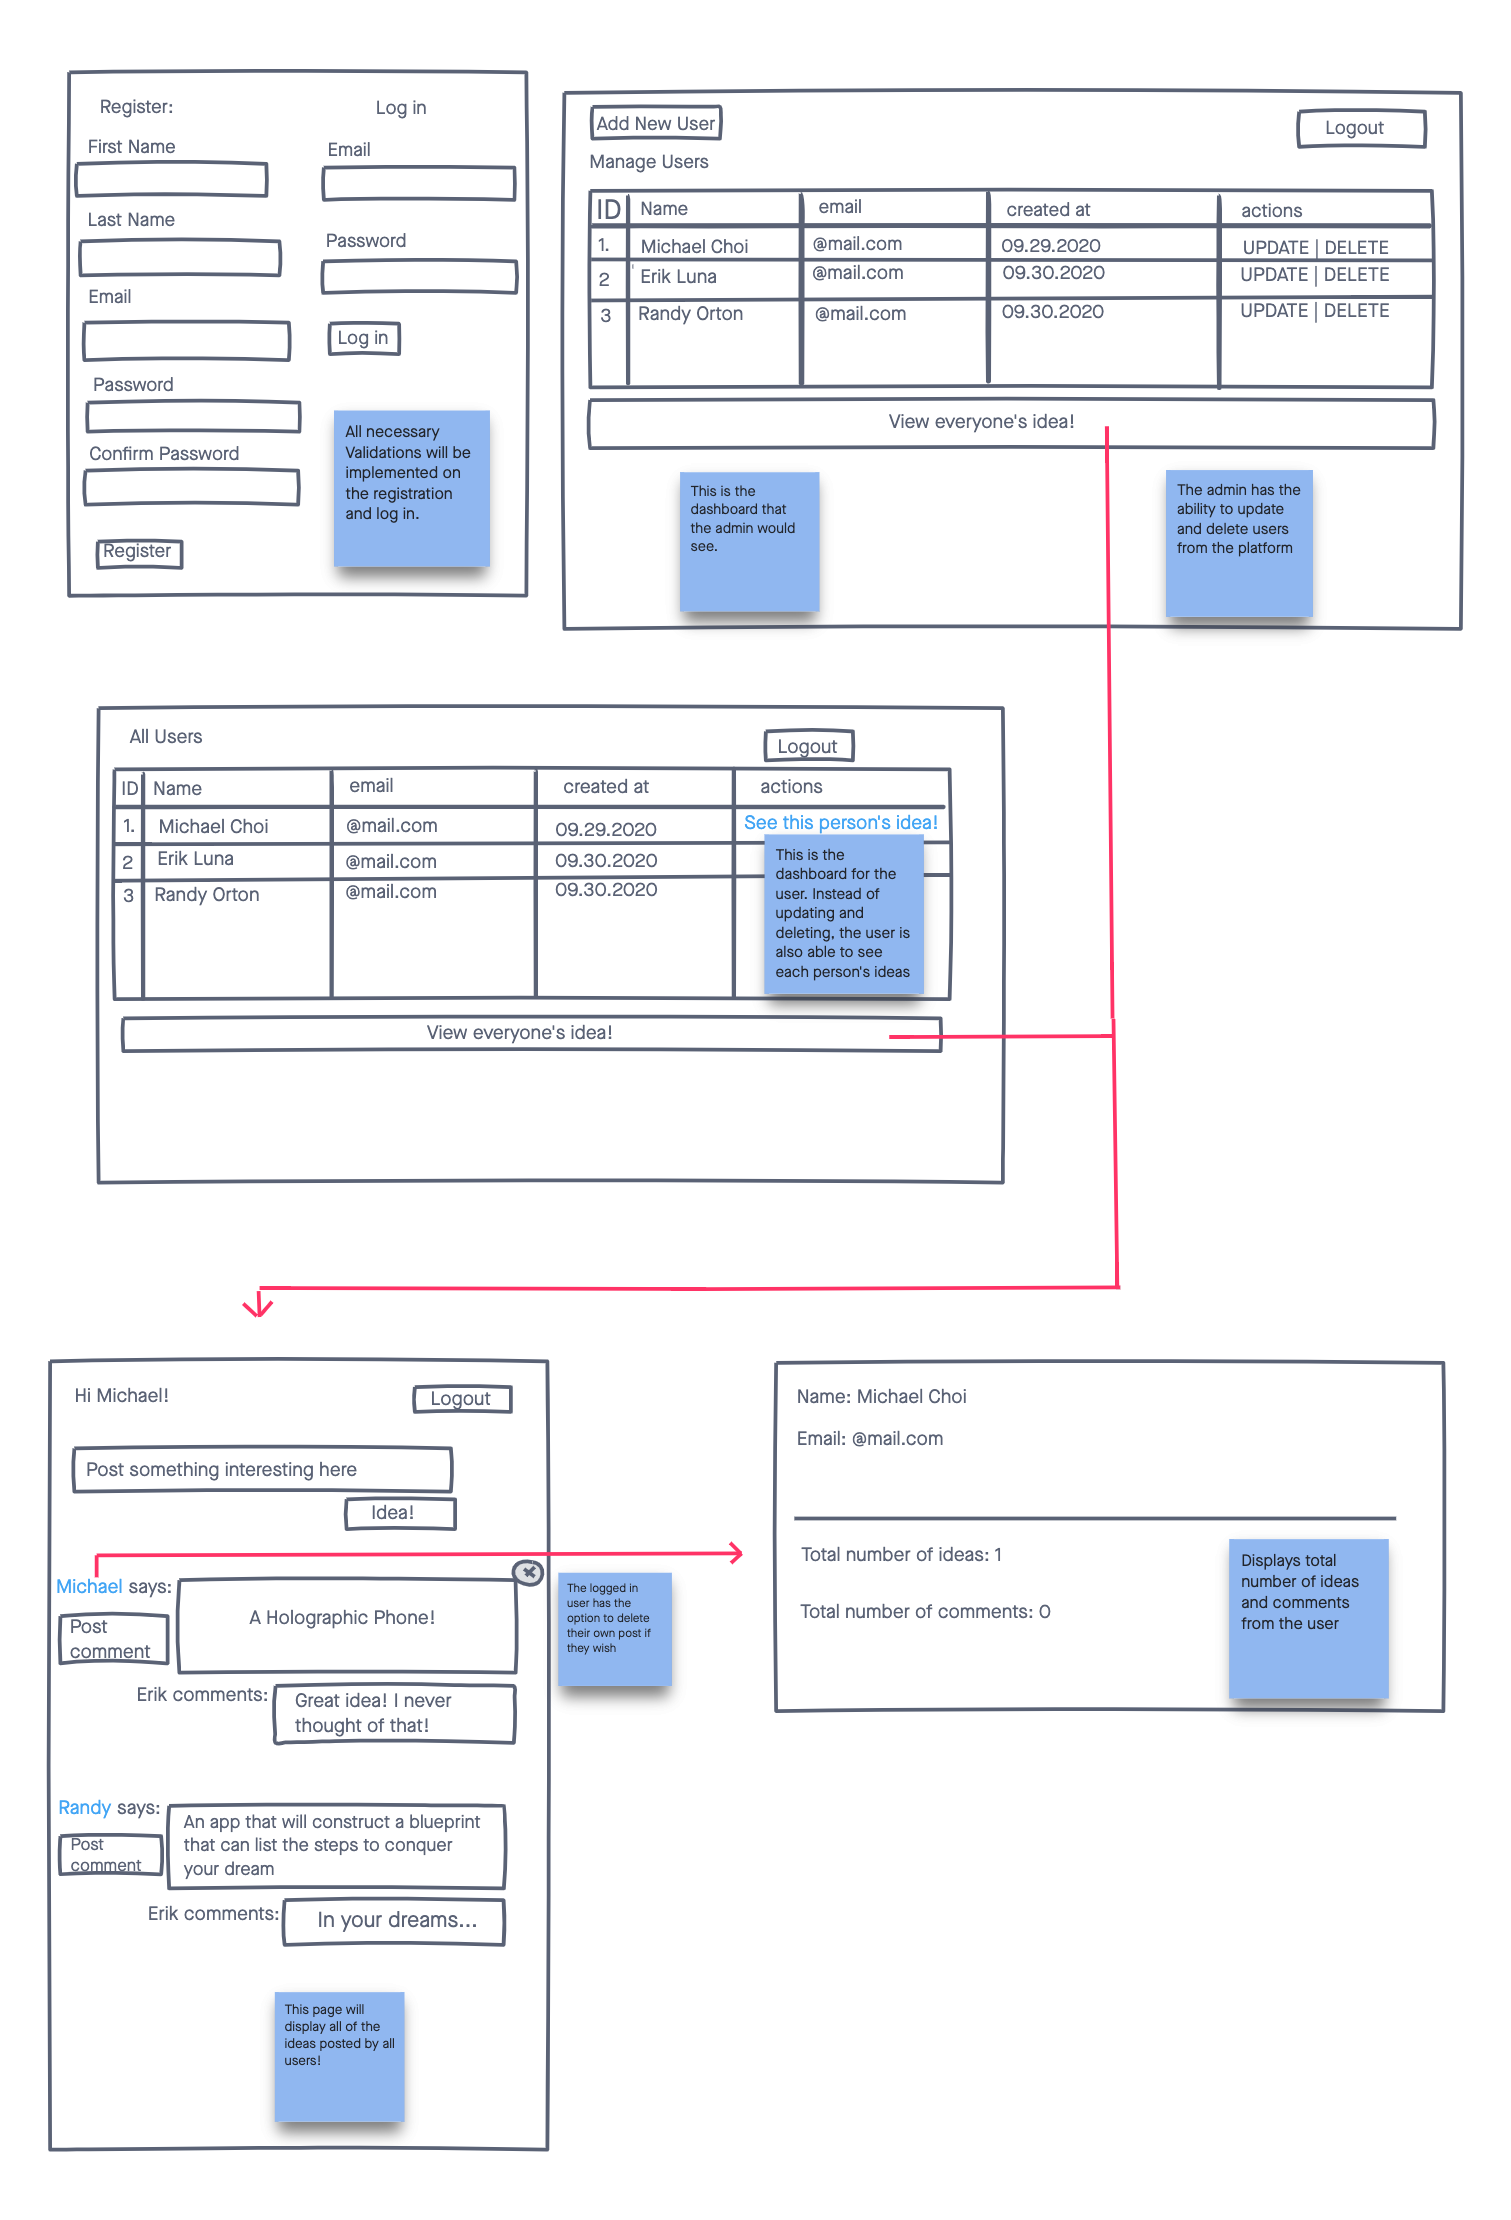 Register:
First Name
Last Name
Email
Password
Confirm Password
Register
Log in
Email
Password
Log in
All necessary
Validations will be
implemented on
the registration
and log in.
Add New User
Logout
Manage Users
ID Name email created at actions
1. Michael Choi @mail.com 09.29.2020 UPDATE | DELETE
2 Erik Luna @mail.com 09.30.2020 UPDATE | DELETE
3 Randy Orton @mail.com 09.30.2020 UPDATE | DELETE
View everyone's idea!
This is the
dashboard that
the admin would
see.
The admin has the
ability to update
and delete users
from the platform
All Users
Logout
ID Name email created at actions
1. Michael Choi @mail.com 09.29.2020 See this person's idea!
2 Erik Luna @mail.com 09.30.2020
3 Randy Orton @mail.com 09.30.2020
This is the
dashboard for the
user. Instead of
updating and
deleting, the user is
also able to see
each person's ideas
View everyone's idea!
Hi Michael!
Logout
Post something interesting here
Idea!
Michael says:
A Holographic Phone!
Post
comment
Erik comments:
Great idea! I never
thought of that!
Randy says:
An app that will construct a blueprint
that can list the steps to conquer
your dream
Post
comment
Erik comments:
In your dreams...
This page will
display all of the
ideas posted by all
users!
The logged in
user has the
option to delete
their own post if
they wish
Name: Michael Choi
Email: @mail.com
Total number of ideas: 1
Total number of comments: 0
Displays total
number of ideas
and comments
from the user